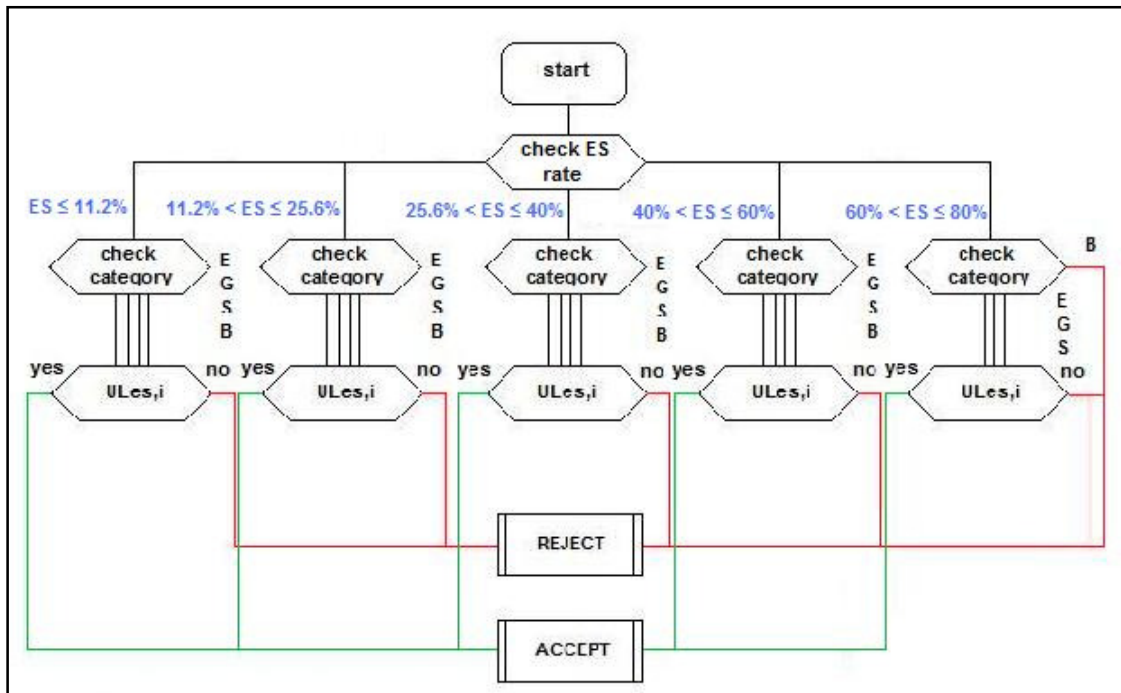 start
check ES
rate
ES ≤ 11.2%
11.2% < ES ≤ 25.6%
25.6% < ES ≤ 40%
40% < ES ≤ 60%
60% < ES ≤ 80%
check
category
E
G
S
B
check
category
E
G
S
B
check
category
E
G
S
B
check
category
E
G
S
B
check
category
B
E
G
S
yes
ULes,i
no
yes
ULes,i
no
yes
ULes,i
no
yes
ULes,i
no
yes
ULes,i
no
REJECT
ACCEPT